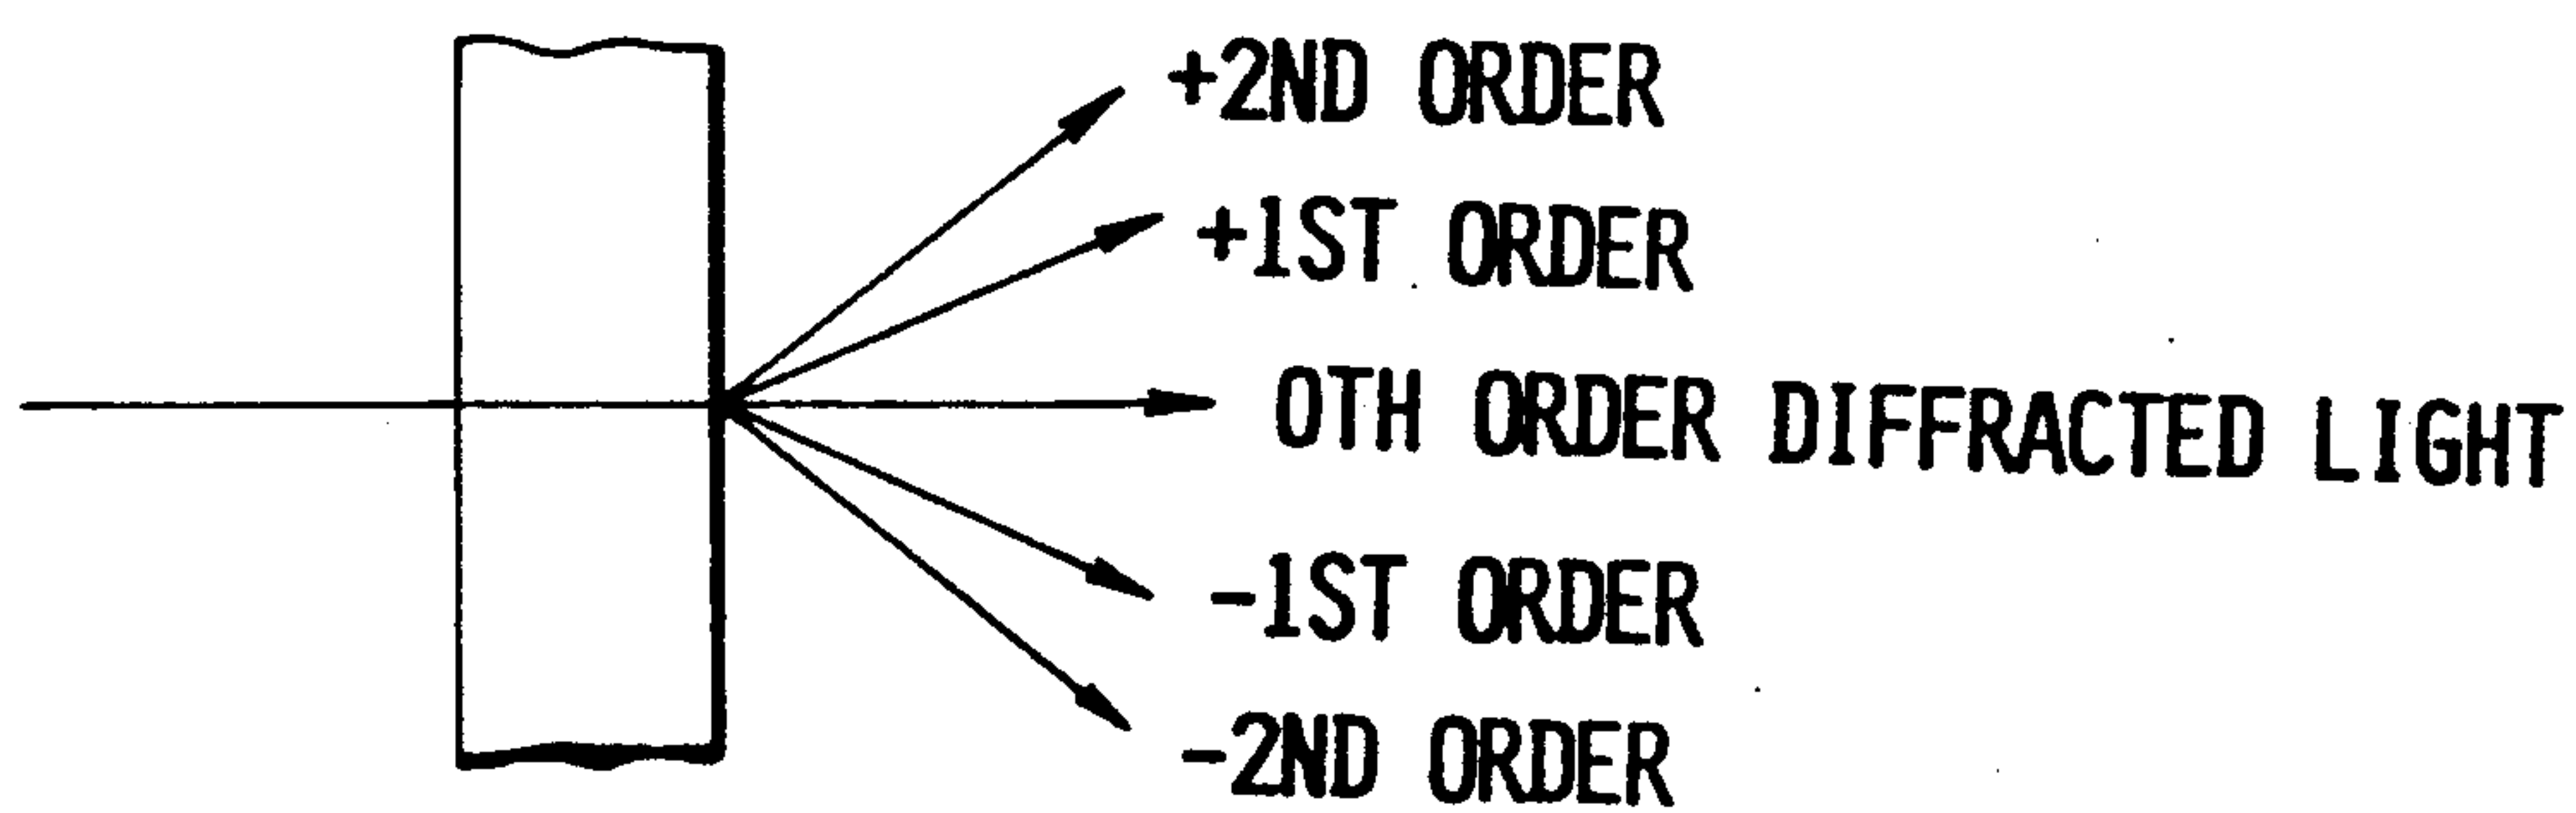 +2ND ORDER
+1ST ORDER
0TH ORDER DIFFRACTED LIGHT
-1ST ORDER
-2ND ORDER